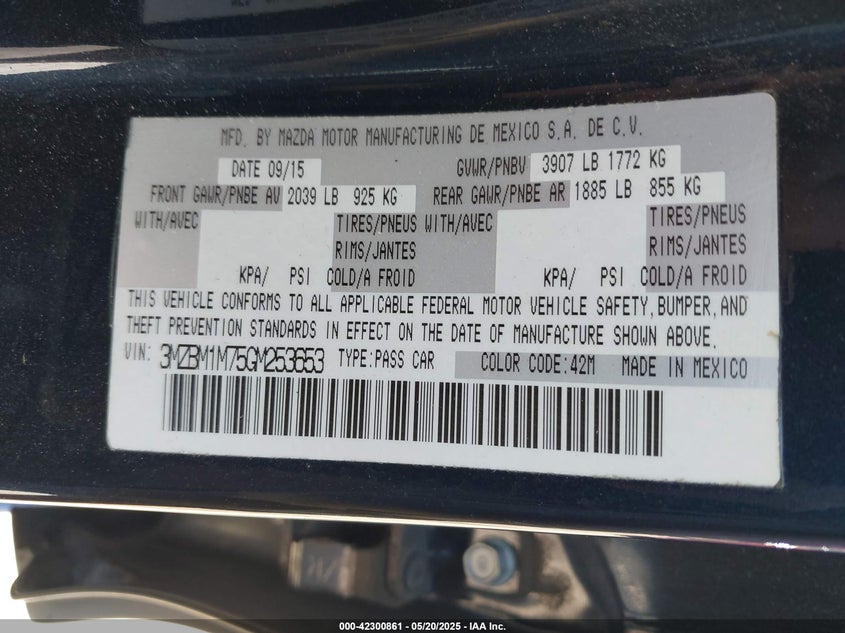 MFD. BY MAZDA MOTOR MANUFACTURING DE MEXICO S.A. DE C.V.
DATE 09/15 GVWR/PNBV 3907 LB 1772 KG
FRONT GAWR/PNBE AV 2039 LB 925 KG REAR GAWR/PNBE AR 1885 LB 855 KG
WITH/AVEC TIRES/PNEUS WITH/AVEC TIRES/PNEUS
RIMS/JANTES RIMS/JANTES
KPA/ PSI COLD/A FROID KPA/ PSI COLD/A FROID
THIS VEHICLE CONFORMS TO ALL APPLICABLE FEDERAL MOTOR VEHICLE SAFETY, BUMPER, AND
THEFT PREVENTION STANDARDS IN EFFECT ON THE DATE OF MANUFACTURE SHOWN ABOVE.
VIN: 3MZBM1M75GM253653 TYPE:PASS CAR COLOR CODE:42M MADE IN MEXICO
000-42300861 - 05/20/2025 - IAA Inc.